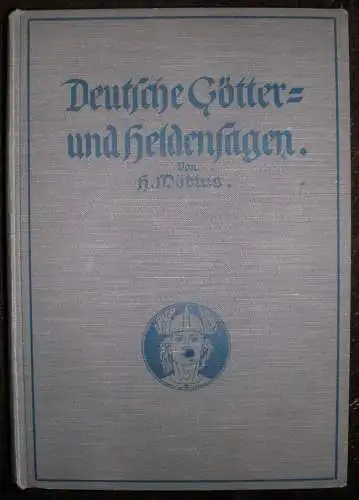 Deutsche Götter=
und Heldensagen.
Von
H. Möbius.